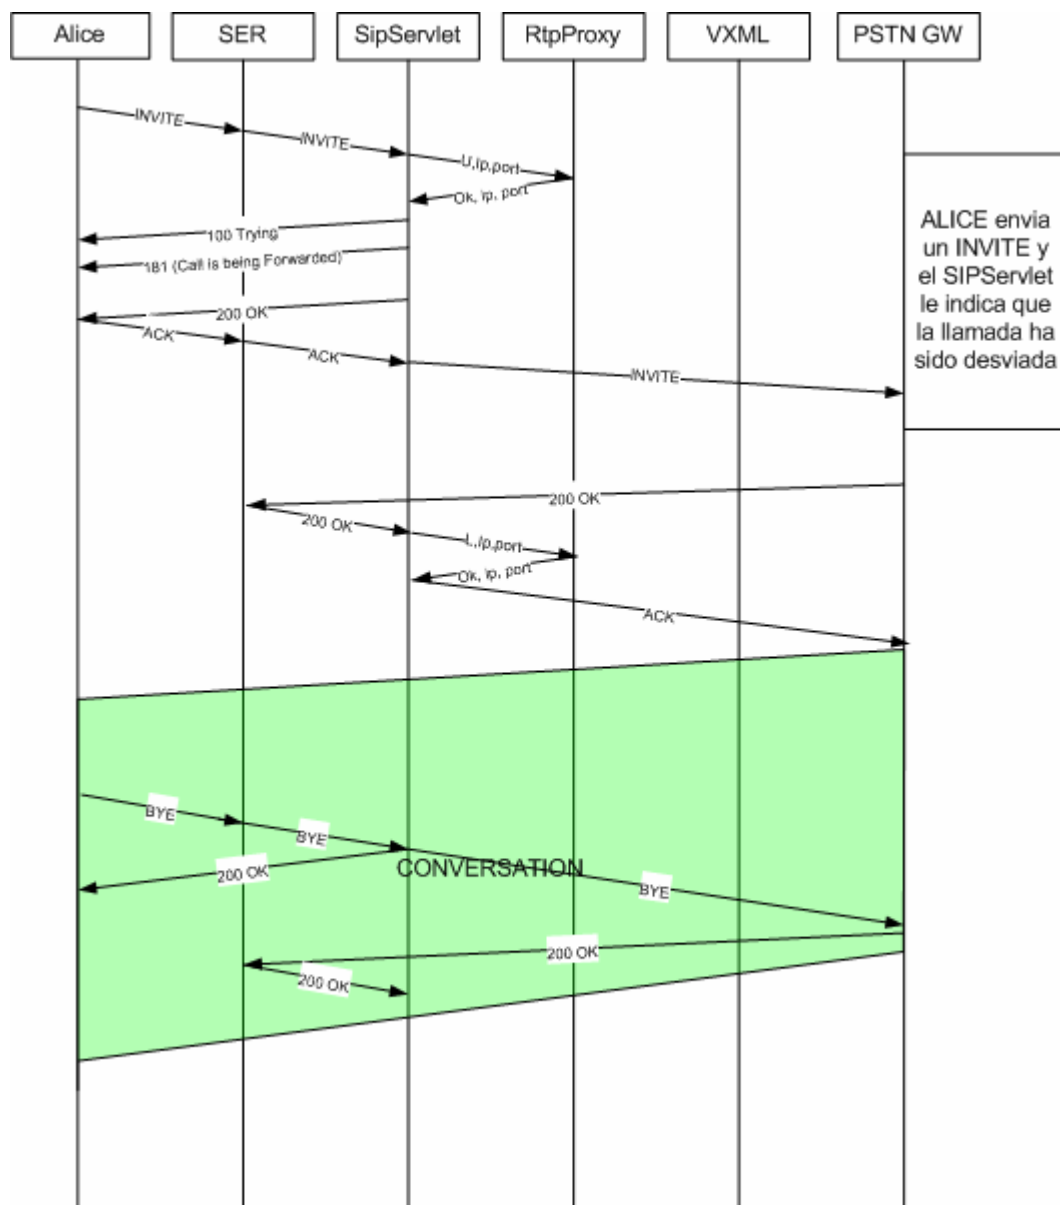 Alice
SER
SipServlet
RtpProxy
VXML
PSTN GW
INVITE
INVITE
U,ip,port
Ok, ip, port
100 Trying
181 (Call is being Forwarded)
200 OK
ACK
ACK
INVITE
ALICE envia
un INVITE y
el SIPServlet
le indica que
la llamada ha
sido desviada
200 OK
200 OK
L,ip,port
Ok, ip, port
ACK
BYE
BYE
200 OK
CONVERSATION
BYE
200 OK
200 OK